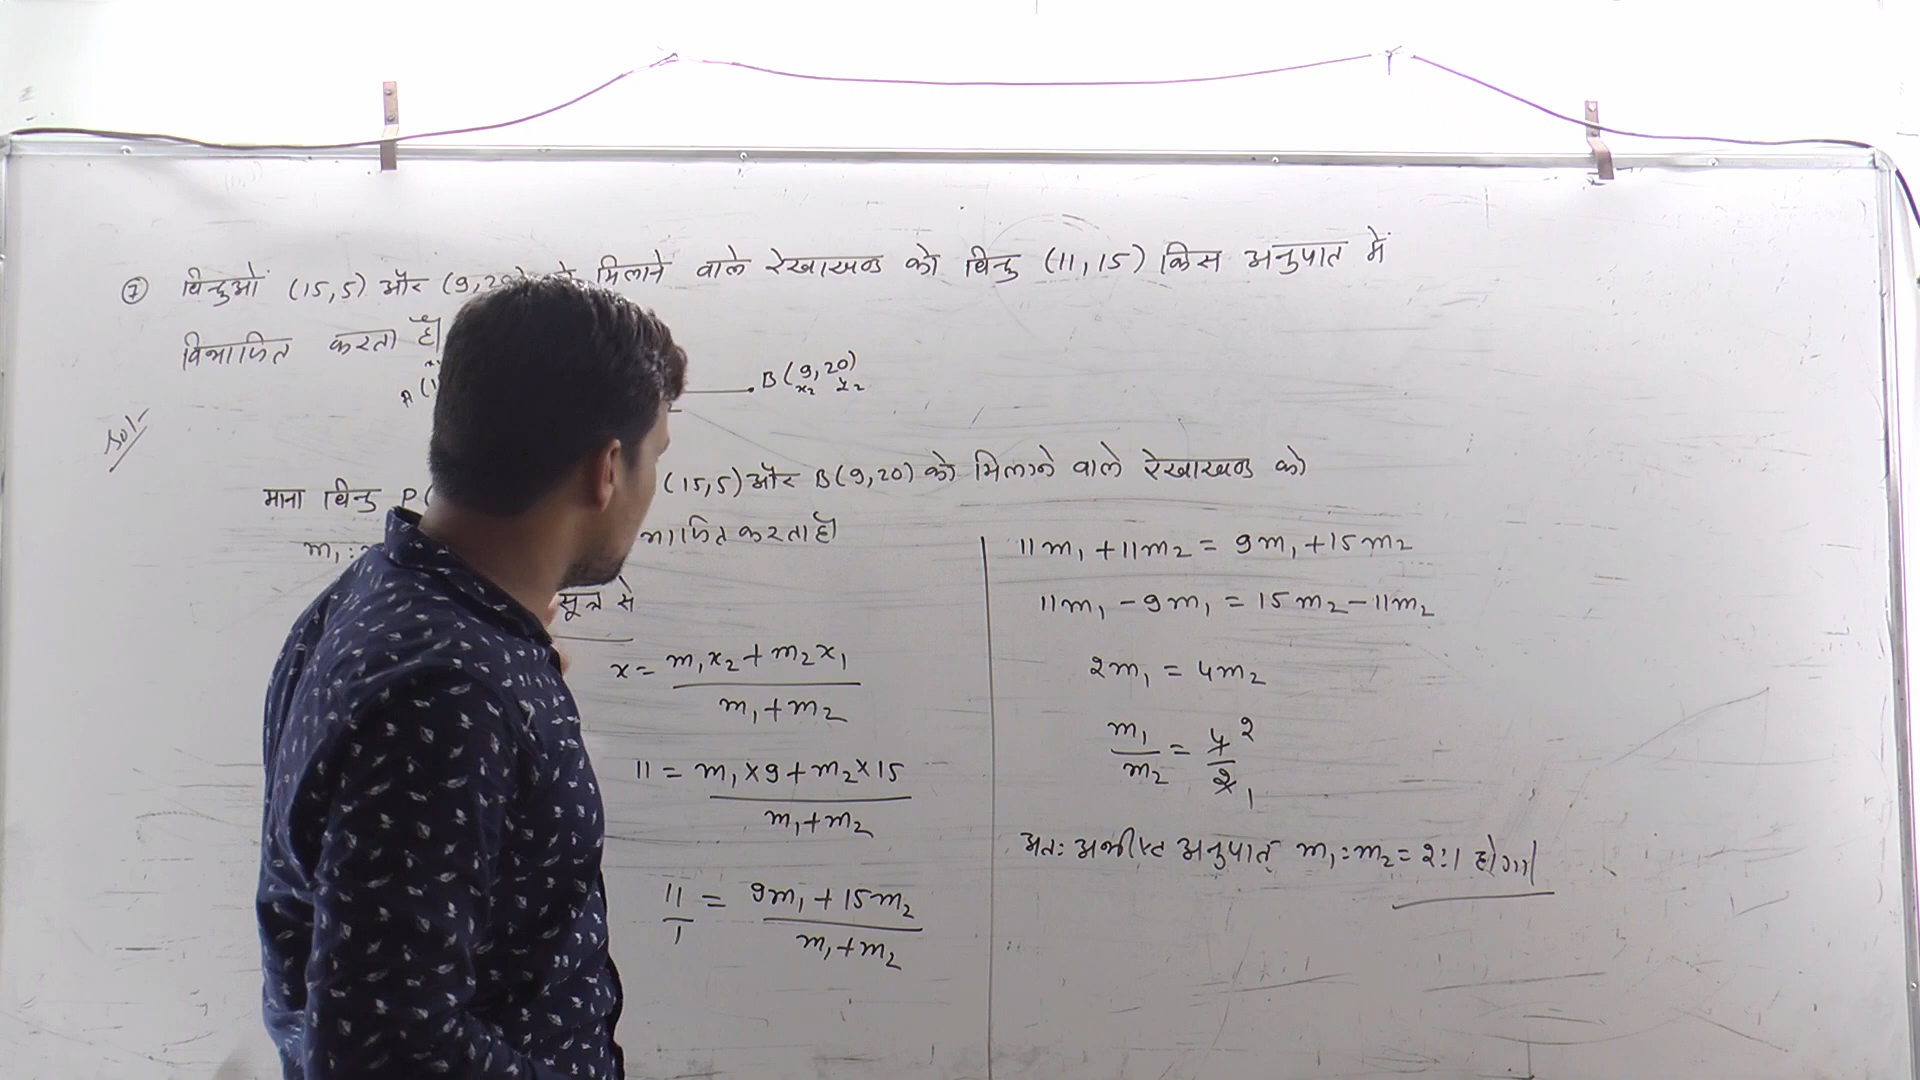 ⑦ बिन्दुओं (15,5) और (9,20) को मिलाने वाले रेखाखण्ड को बिन्दु (11,15) किस अनुपात में
विभाजित करता है।
A (1 B (9,20)
x₂ y₂
Sol-
माना बिन्दु P( (15,5) और B(9,20) को मिलाने वाले रेखाखण्ड को
m₁: भाजित करता है।
सूत्र से
x = m₁x₂ + m₂x₁
m₁ + m₂
11 = m₁×9 + m₂×15
m₁ + m₂
11/1 = 9m₁ + 15m₂
m₁ + m₂
11m₁ + 11m₂ = 9m₁ + 15m₂
11m₁ - 9m₁ = 15m₂ - 11m₂
2m₁ = 4m₂
m₁/m₂ = 4 2/2 1
अतः अभीष्ट अनुपात m₁:m₂ = 2:1 होगा।